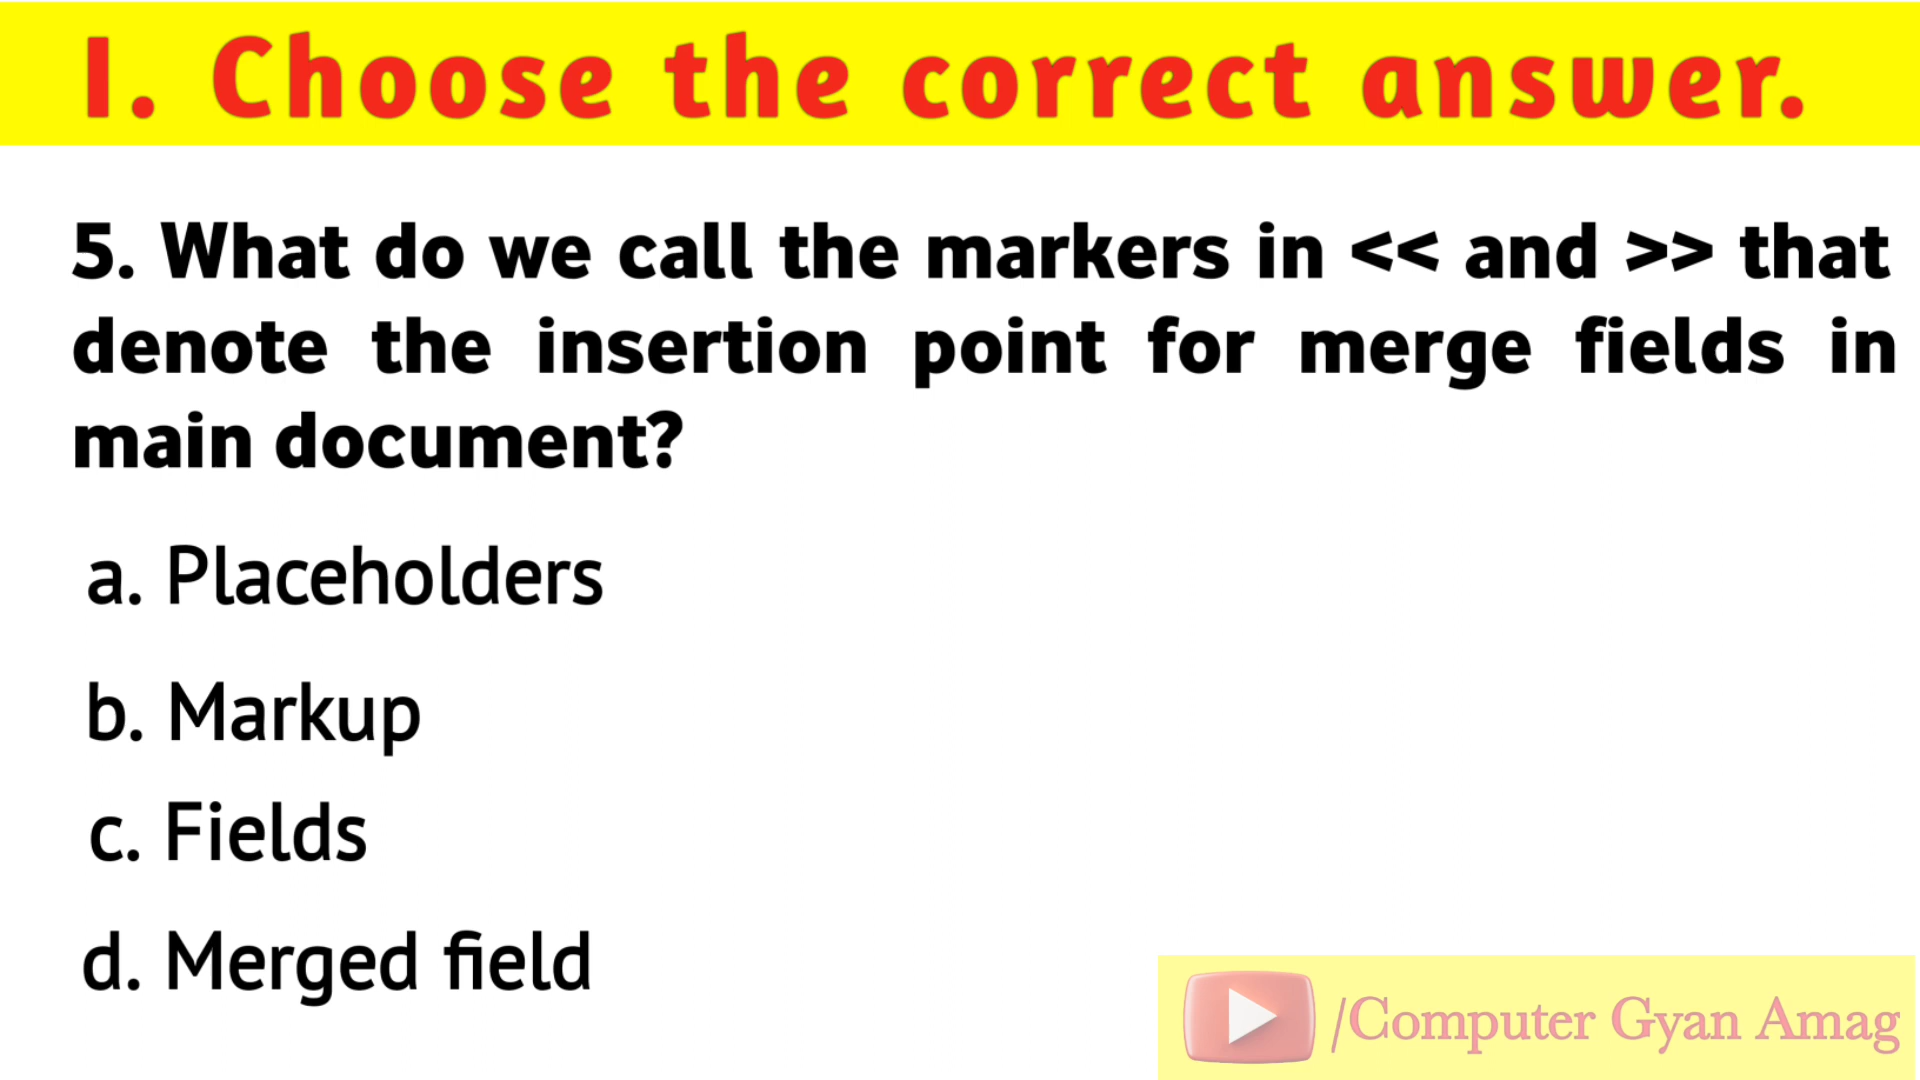 I. Choose the correct answer.
5. What do we call the markers in << and >> that
denote the insertion point for merge fields in
main document?
a. Placeholders
b. Markup
c. Fields
d. Merged field
/Computer Gyan Amag